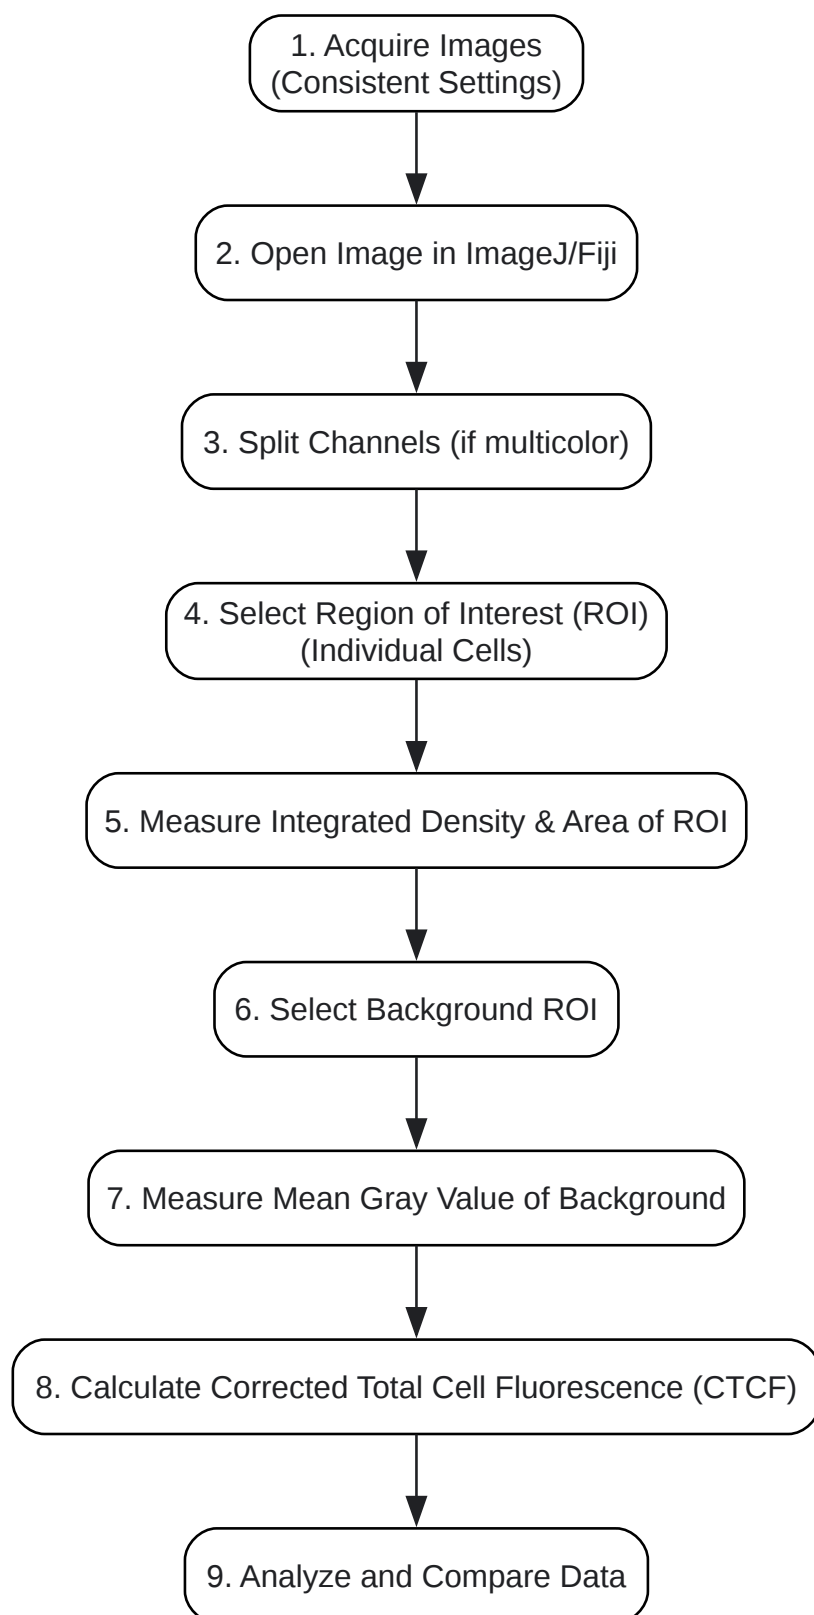 1. Acquire Images
(Consistent Settings)
2. Open Image in ImageJ/Fiji
3. Split Channels (if multicolor)
4. Select Region of Interest (ROI)
(Individual Cells)
5. Measure Integrated Density & Area of ROI
6. Select Background ROI
7. Measure Mean Gray Value of Background
8. Calculate Corrected Total Cell Fluorescence (CTCF)
9. Analyze and Compare Data